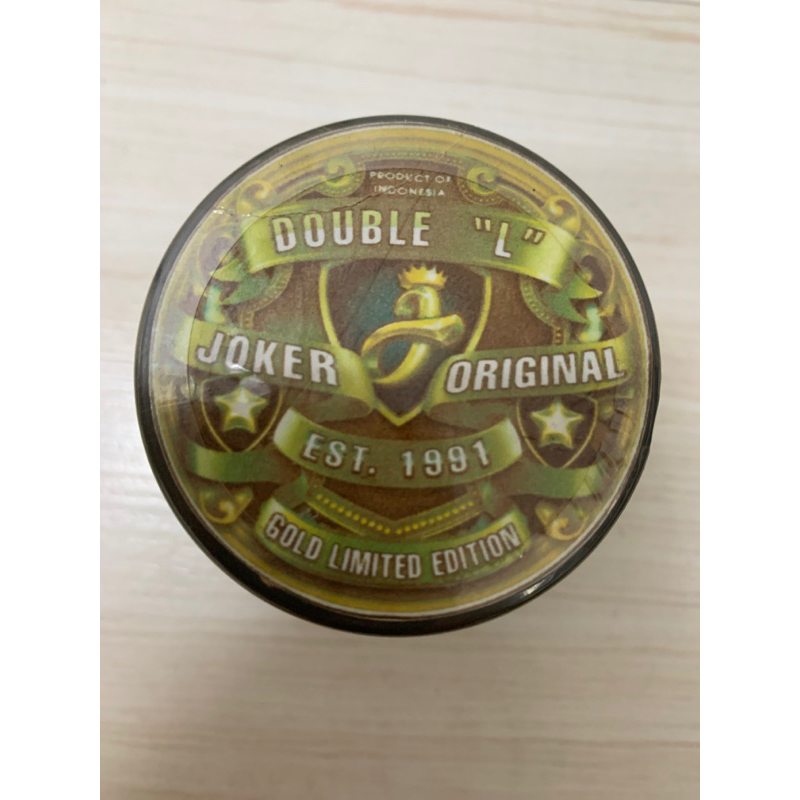 PRODUCT OF
INDONESIA
DOUBLE "L"
JOKER ORIGINAL
EST. 1991
GOLD LIMITED EDITION